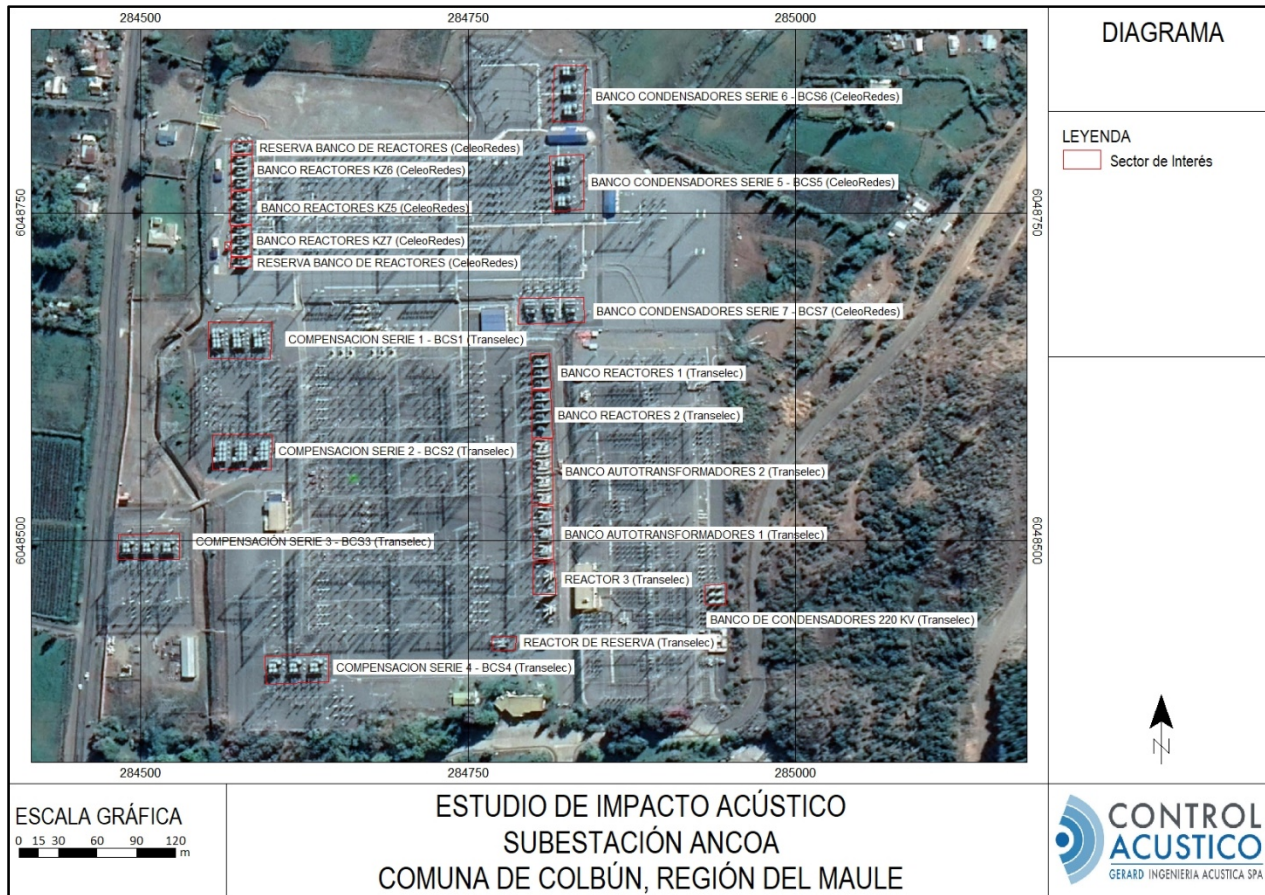 284500
284750
285000
DIAGRAMA
LEYENDA
Sector de Interés
BANCO CONDENSADORES SERIE 6 - BCS6 (CeleoRedes)
RESERVA BANCO DE REACTORES (CeleoRedes)
BANCO REACTORES KZ6 (CeleoRedes)
BANCO CONDENSADORES SERIE 5 - BCS5 (CeleoRedes)
BANCO REACTORES KZ5 (CeleoRedes)
6048750
6048750
BANCO REACTORES KZ7 (CeleoRedes)
RESERVA BANCO DE REACTORES (CeleoRedes)
BANCO CONDENSADORES SERIE 7 - BCS7 (CeleoRedes)
COMPENSACION SERIE 1 - BCS1 (Transelec)
BANCO REACTORES 1 (Transelec)
BANCO REACTORES 2 (Transelec)
COMPENSACION SERIE 2 - BCS2 (Transelec)
BANCO AUTOTRANSFORMADORES 2 (Transelec)
BANCO AUTOTRANSFORMADORES 1 (Transelec)
COMPENSACIÓN SERIE 3 - BCS3 (Transelec)
6048500
6048500
REACTOR 3 (Transelec)
BANCO DE CONDENSADORES 220 KV (Transelec)
REACTOR DE RESERVA (Transelec)
COMPENSACION SERIE 4 - BCS4 (Transelec)
N
284500
284750
285000
ESCALA GRÁFICA
0 15 30 60 90 120
m
ESTUDIO DE IMPACTO ACÚSTICO
SUBESTACIÓN ANCOA
COMUNA DE COLBÚN, REGIÓN DEL MAULE
CONTROL
ACUSTICO
GERARD INGENIERIA ACUSTICA SPA